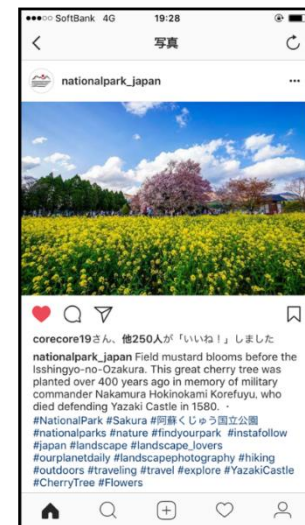 ●●●○○ SoftBank 4G 19:28
写真
nationalpark_japan
corecore19さん、他250人が「いいね！」しました
nationalpark_japan Field mustard blooms before the
Isshingyo-no-Ozakura. This great cherry tree was
planted over 400 years ago in memory of military
commander Nakamura Hokinokami Korefuyu, who
died defending Yazaki Castle in 1580. ・
#NationalPark #Sakura #阿蘇くじゅう国立公園
#nationalparks #nature #findyourpark #instafollow
#japan #landscape #landscape_lovers
#ourplanetdaily #landscapephotography #hiking
#outdoors #traveling #travel #explore #YazakiCastle
#CherryTree #Flowers